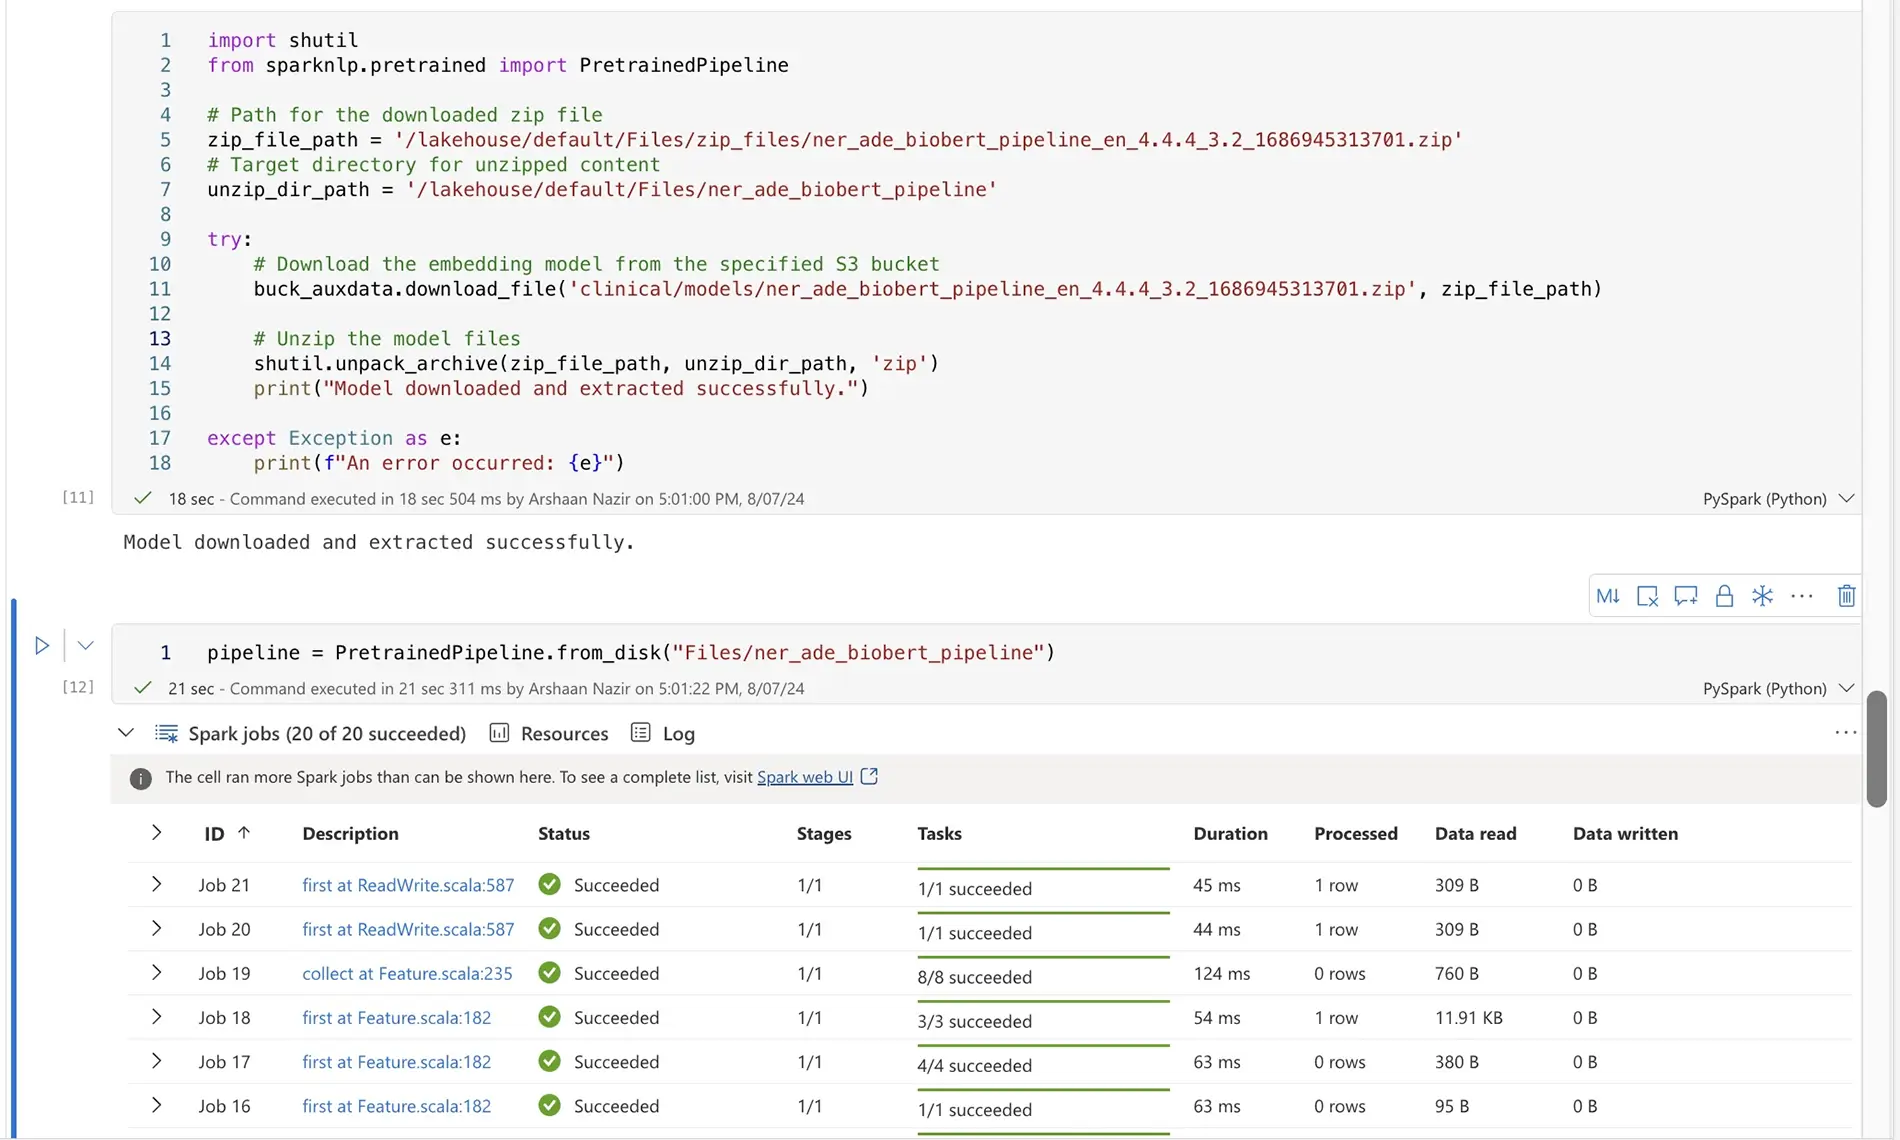 1 import shutil
2 from sparknlp.pretrained import PretrainedPipeline
3
4 # Path for the downloaded zip file
5 zip_file_path = '/lakehouse/default/Files/zip_files/ner_ade_biobert_pipeline_en_4.4.4_3.2_1686945313701.zip'
6 # Target directory for unzipped content
7 unzip_dir_path = '/lakehouse/default/Files/ner_ade_biobert_pipeline'
8
9 try:
10     # Download the embedding model from the specified S3 bucket
11     buck_auxdata.download_file('clinical/models/ner_ade_biobert_pipeline_en_4.4.4_3.2_1686945313701.zip', zip_file_path)
12
13     # Unzip the model files
14     shutil.unpack_archive(zip_file_path, unzip_dir_path, 'zip')
15     print("Model downloaded and extracted successfully.")
16
17 except Exception as e:
18     print(f"An error occurred: {e}")
[11] 18 sec - Command executed in 18 sec 504 ms by Arshaan Nazir on 5:01:00 PM, 8/07/24 PySpark (Python)
Model downloaded and extracted successfully.
M↓ ...
1 pipeline = PretrainedPipeline.from_disk("Files/ner_ade_biobert_pipeline")
[12] 21 sec - Command executed in 21 sec 311 ms by Arshaan Nazir on 5:01:22 PM, 8/07/24 PySpark (Python)
Spark jobs (20 of 20 succeeded) Resources Log ...
The cell ran more Spark jobs than can be shown here. To see a complete list, visit Spark web UI
ID ↑ Description Status Stages Tasks Duration Processed Data read Data written
Job 21 first at ReadWrite.scala:587 Succeeded 1/1 1/1 succeeded 45 ms 1 row 309 B 0 B
Job 20 first at ReadWrite.scala:587 Succeeded 1/1 1/1 succeeded 44 ms 1 row 309 B 0 B
Job 19 collect at Feature.scala:235 Succeeded 1/1 8/8 succeeded 124 ms 0 rows 760 B 0 B
Job 18 first at Feature.scala:182 Succeeded 1/1 3/3 succeeded 54 ms 1 row 11.91 KB 0 B
Job 17 first at Feature.scala:182 Succeeded 1/1 4/4 succeeded 63 ms 0 rows 380 B 0 B
Job 16 first at Feature.scala:182 Succeeded 1/1 1/1 succeeded 63 ms 0 rows 95 B 0 B